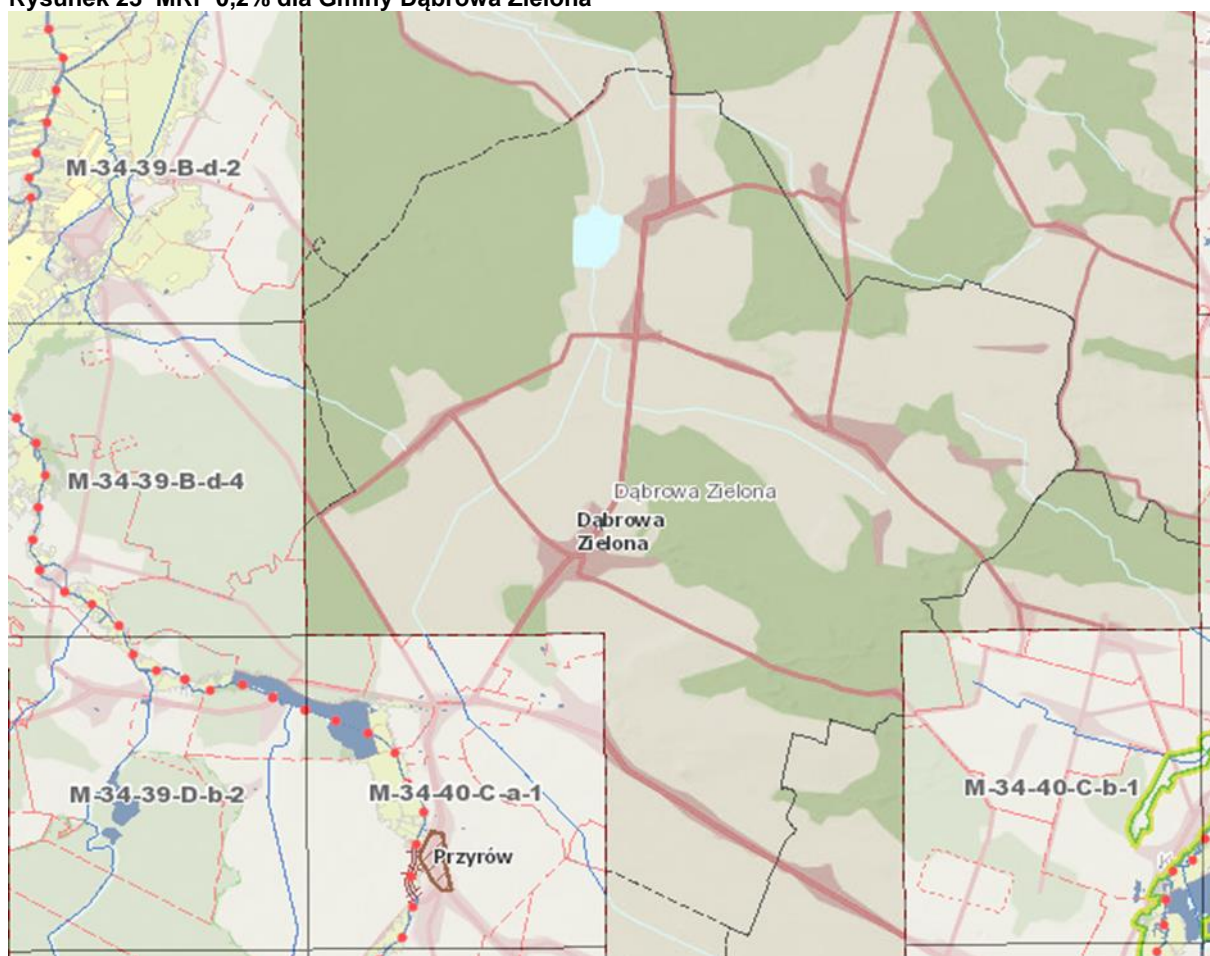 Rysunek 25 MRP 0,2% dla Gminy Dąbrowa Zielona
M-34-39-B-d-2
M-34-39-B-d-4
Dąbrowa Zielona
Dąbrowa
Zielona
M-34-39-D-b-2
M-34-40-C-a-1
M-34-40-C-b-1
Przyrów